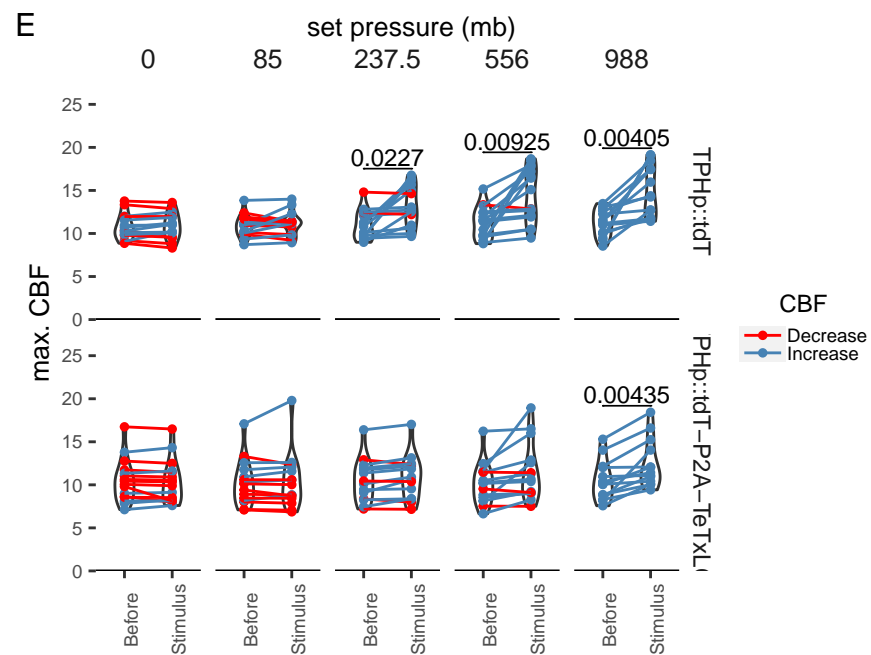 E
set pressure (mb)
0 85 237.5 556 988
max. CBF
25
20
15
10
5
0
0.0227
0.00925
0.00405
TPHp::tdT
25
20
15
10
5
0
0.00435
PHp::tdT−P2A−TeTxL
Before Stimulus Before Stimulus Before Stimulus Before Stimulus Before Stimulus
CBF
Decrease
Increase